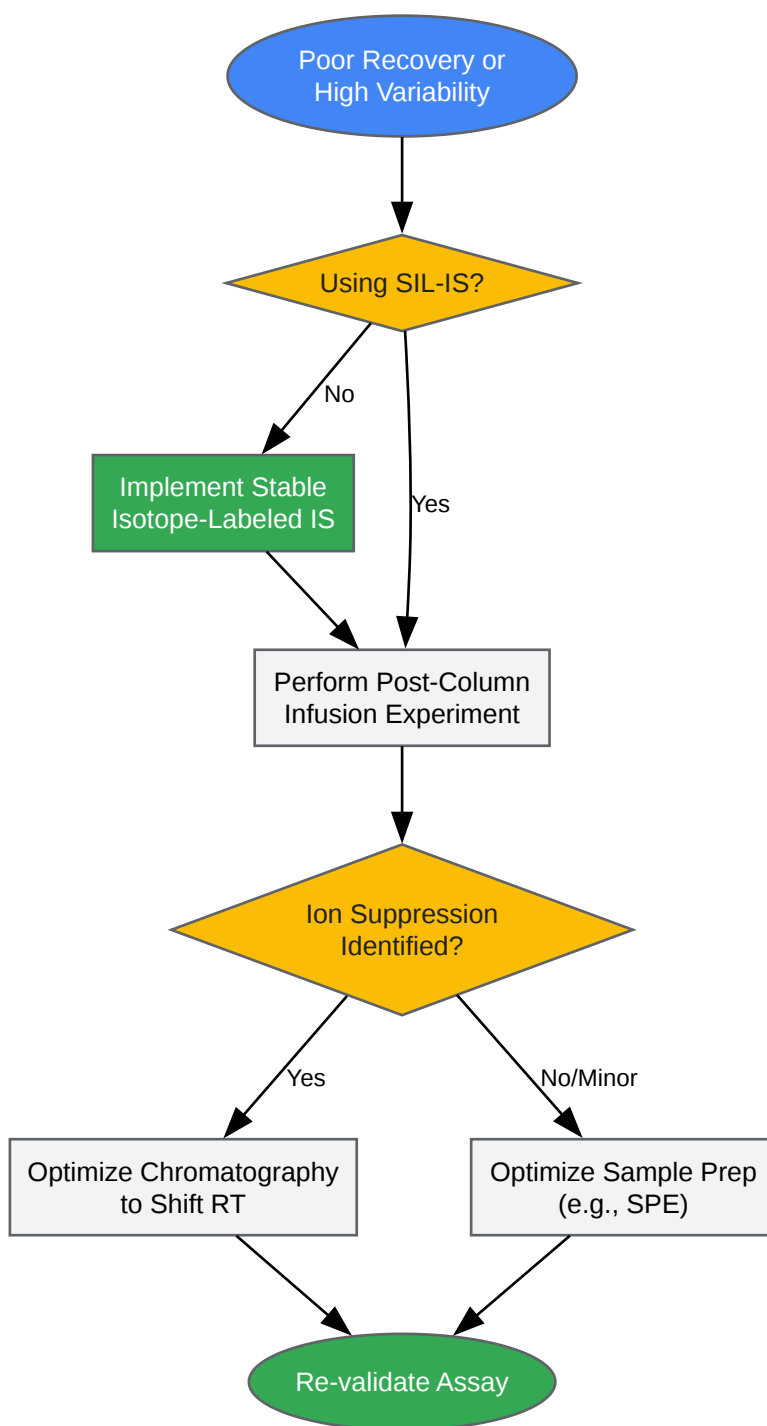 Poor Recovery or
High Variability
Using SIL-IS?
No
Implement Stable
Isotope-Labeled IS
Yes
Perform Post-Column
Infusion Experiment
Ion Suppression
Identified?
Yes
No/Minor
Optimize Chromatography
to Shift RT
Optimize Sample Prep
(e.g., SPE)
Re-validate Assay